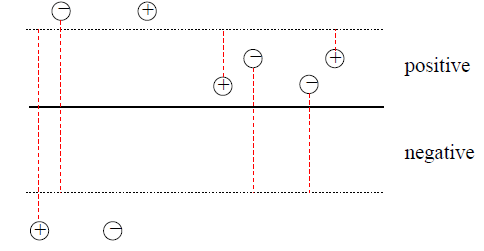 − +
positive
− +
+ −
negative
+ −